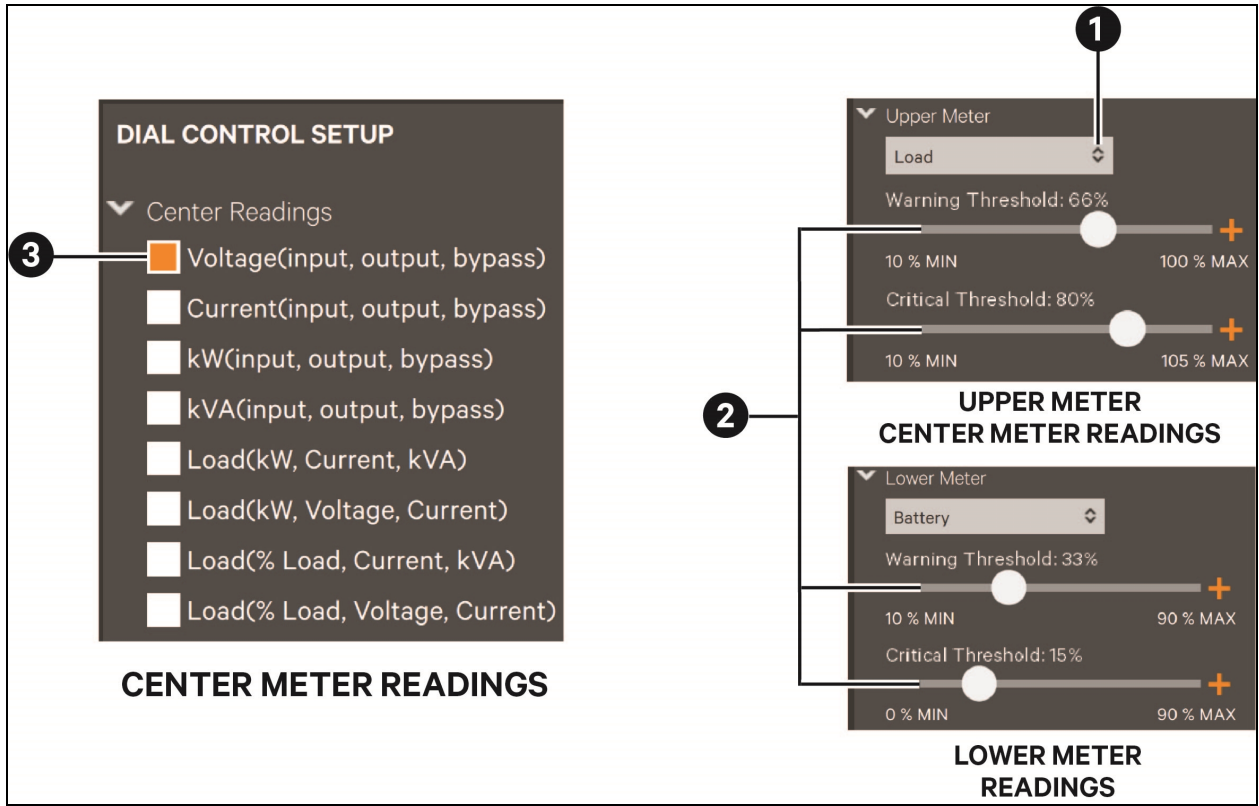 1
DIAL CONTROL SETUP
Center Readings
3
Voltage(input, output, bypass)
Current(input, output, bypass)
kW(input, output, bypass)
kVA(input, output, bypass)
Load(kW, Current, kVA)
Load(kW, Voltage, Current)
Load(% Load, Current, kVA)
Load(% Load, Voltage, Current)
CENTER METER READINGS
Upper Meter
Load
Warning Threshold: 66%
+
10 % MIN 100 % MAX
Critical Threshold: 80%
+
10 % MIN 105 % MAX
UPPER METER
CENTER METER READINGS
2
Lower Meter
Battery
Warning Threshold: 33%
+
10 % MIN 90 % MAX
Critical Threshold: 15%
+
0 % MIN 90 % MAX
LOWER METER
READINGS